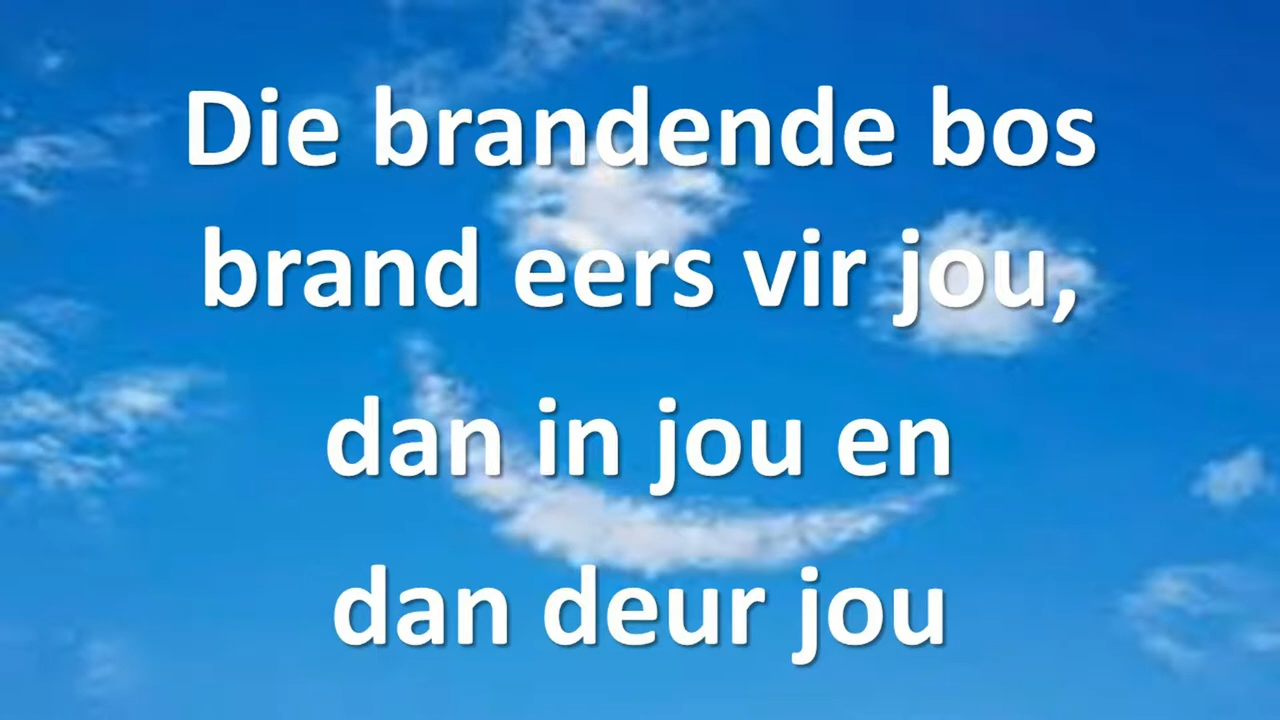 Die brandende bos
brand eers vir jou,
dan in jou en
dan deur jou